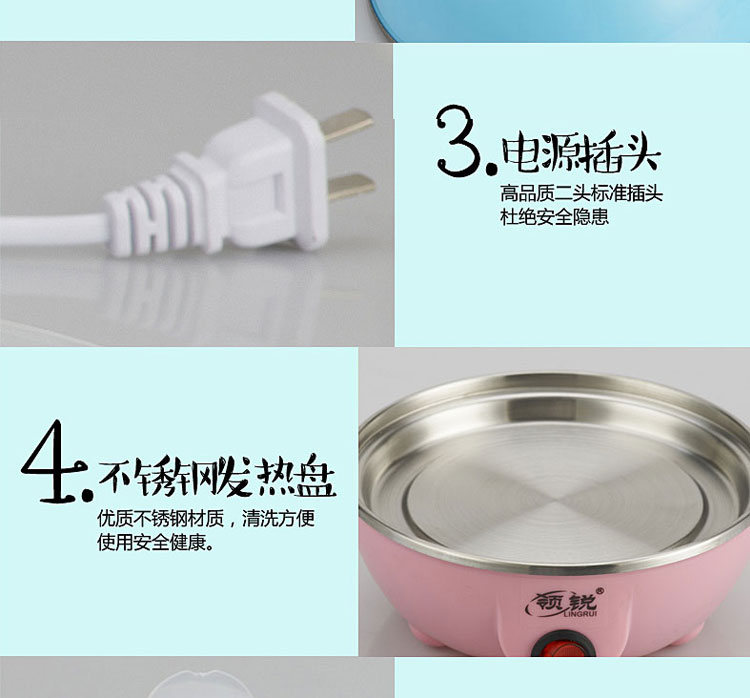 3.电源插头
高品质二头标准插头
杜绝安全隐患
4.不锈钢发热盘
优质不锈钢材质，清洗方便
使用安全健康。
领锐®
LINGRUI